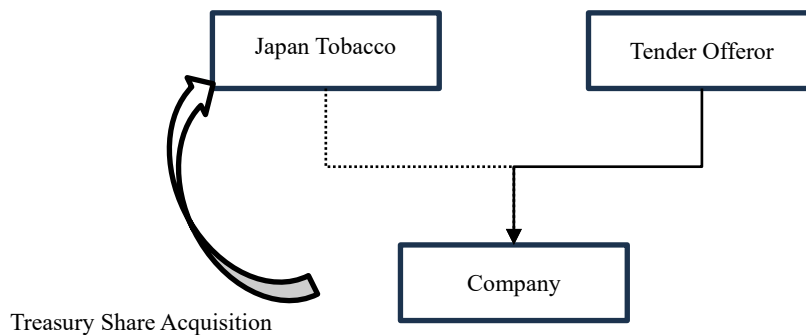 Japan Tobacco
Tender Offeror
Company
Treasury Share Acquisition